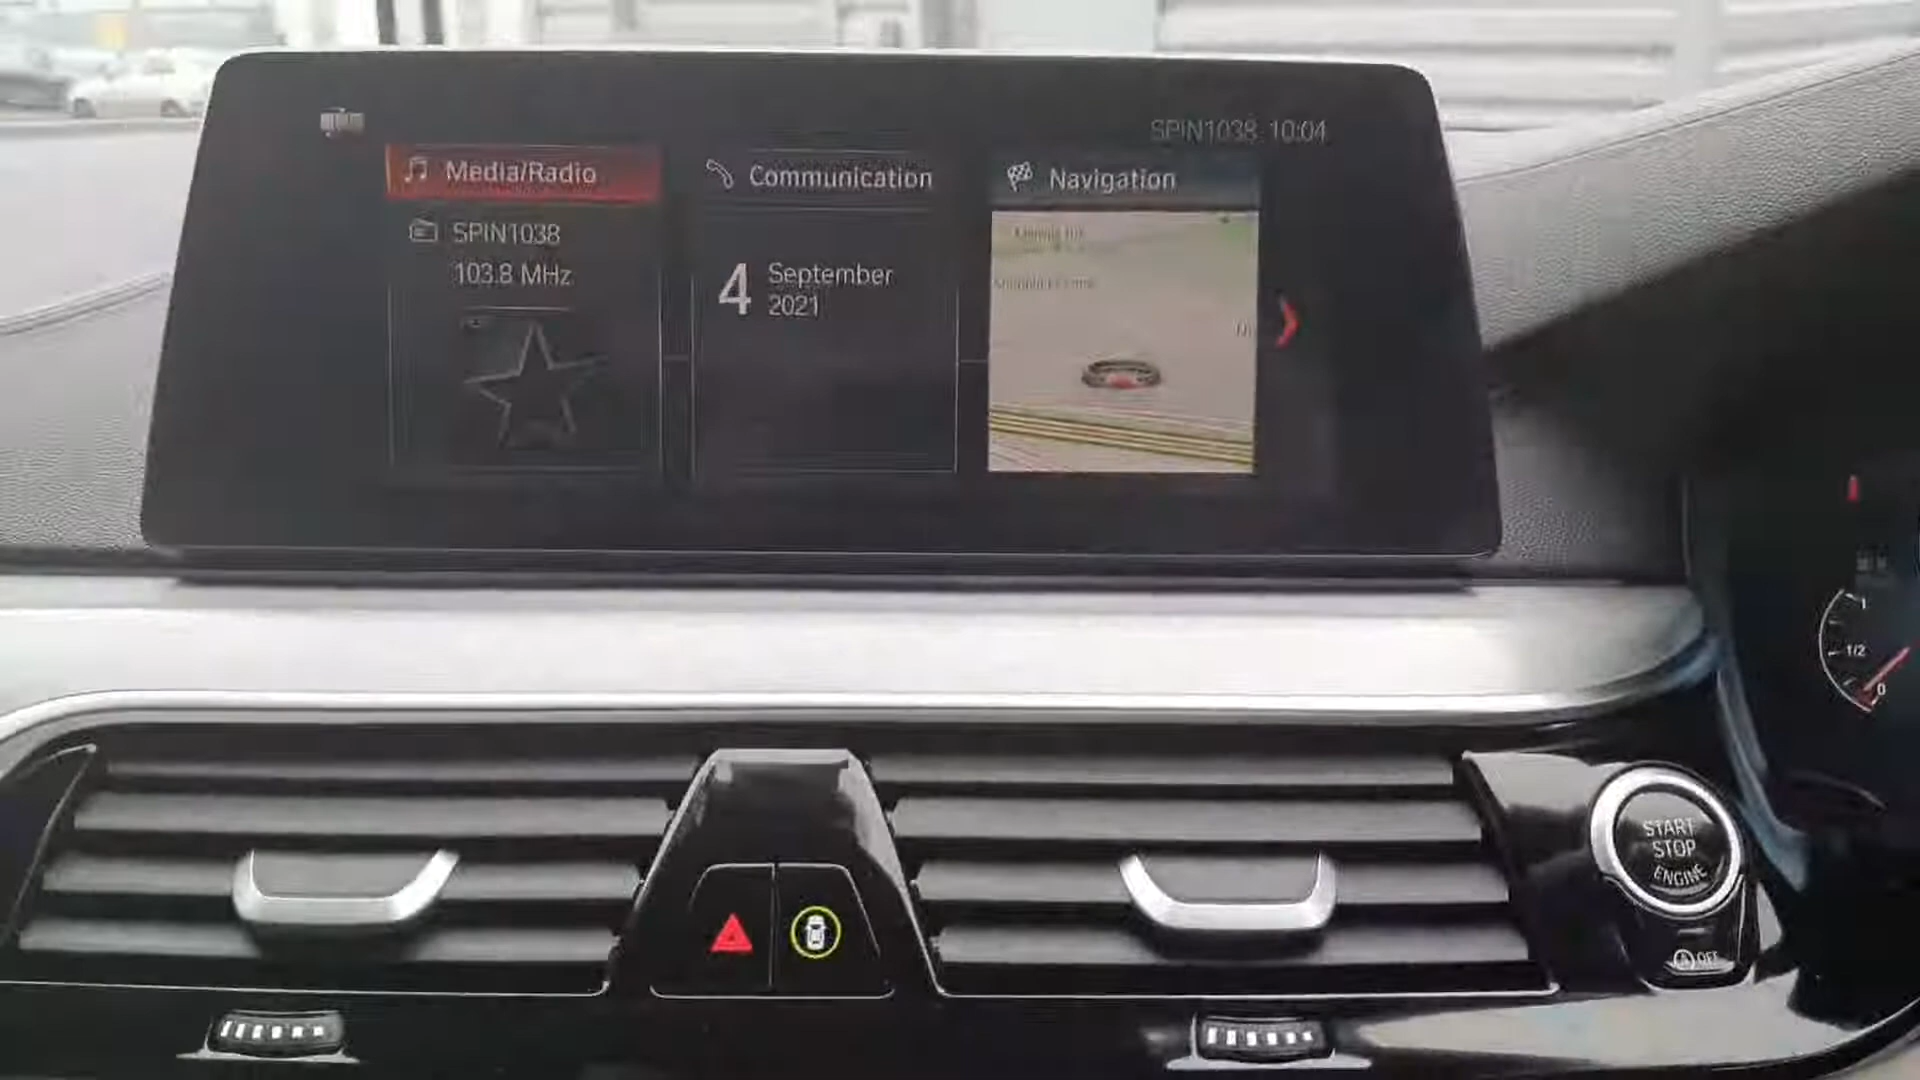 SPIN1038 10:04
Media/Radio
Communication
Navigation
SPIN1038
103.8 MHz
4
September
2021
1
1/2
0
START
STOP
ENGINE
OFF